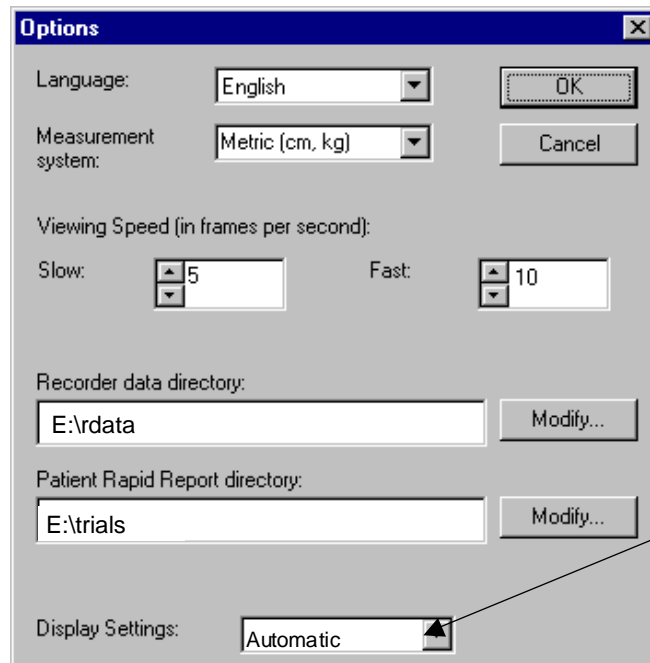 Options
Language: English OK
Measurement system: Metric (cm, kg) Cancel
Viewing Speed (in frames per second):
Slow: 5 Fast: 10
Recorder data directory:
E:\rdata Modify...
Patient Rapid Report directory:
E:\trials Modify...
Display Settings: Automatic